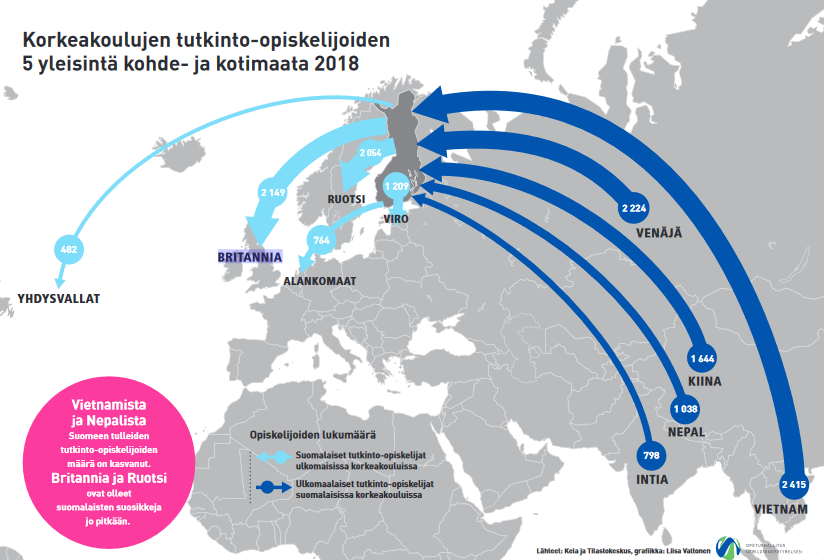 Korkeakoulujen tutkinto-opiskelijoiden
5 yleisintä kohde- ja kotimaata 2018
2 054
2 149
1 209
RUOTSI
VIRO
2 224
VENÄJÄ
482
764
BRITANNIA
ALANKOMAAT
YHDYSVALLAT
1 644
KIINA
1 038
NEPAL
798
INTIA
2 415
VIETNAM
Vietnamista
ja Nepalista
Suomeen tulleiden
tutkinto-opiskelijoiden
määrä on kasvanut.
Britannia ja Ruotsi
ovat olleet
suomalaisten suosikkeja
jo pitkään.
Opiskelijoiden lukumäärä
Suomalaiset tutkinto-opiskelijat
ulkomaisissa korkeakouluissa
Ulkomaalaiset tutkinto-opiskelijat
suomalaisissa korkeakouluissa
Lähteet: Kela ja Tilastokeskus, grafiikka: Liisa Valtonen
OPETUSHALLITUS
UTBILDNINGSSTYRELSEN